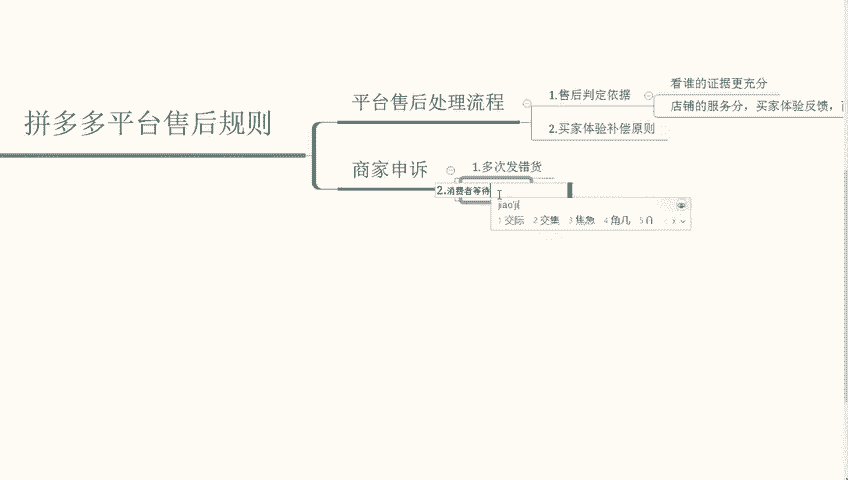 拼多多平台售后规则
平台售后处理流程
1.售后判定依据
看谁的证据更充分
店铺的服务分，买家体验反馈，
2.买家体验补偿原则
商家申诉
1.多次发错货
2.消费者等待
jiao'ji
1 交际 2 交集 3 焦急 4 角几 5